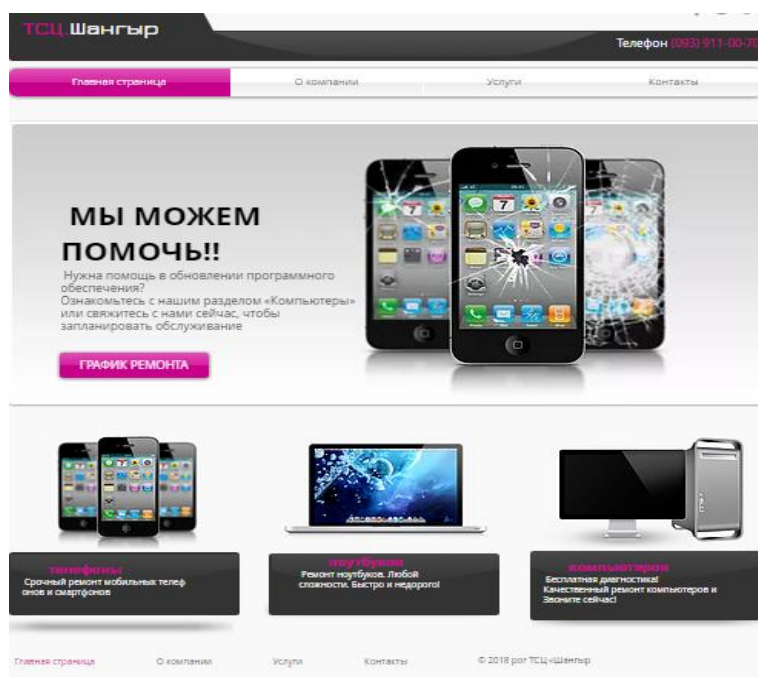 ТСЦ.Шангыр
Телефон (093) 911-00-70
Главная страница О компании Услуги Контакты
МЫ МОЖЕМ
ПОМОЧЬ!!
Нужна помощь в обновлении программного
обеспечения?
Ознакомьтесь с нашим разделом «Компьютеры»
или свяжитесь с нами сейчас, чтобы
запланировать обслуживание
ГРАФИК РЕМОНТА
телефоны
Срочный ремонт мобильных телеф
онов и смартфонов
ноутбуков
Ремонт ноутбуков. Любой
сложности. Быстро и недорого!
компьютеров
Бесплатная диагностика!
Качественный ремонт компьютеров и
Звоните сейчас!
Главная страница О компании Услуги Контакты © 2018 por ТСЦ «Шангыр